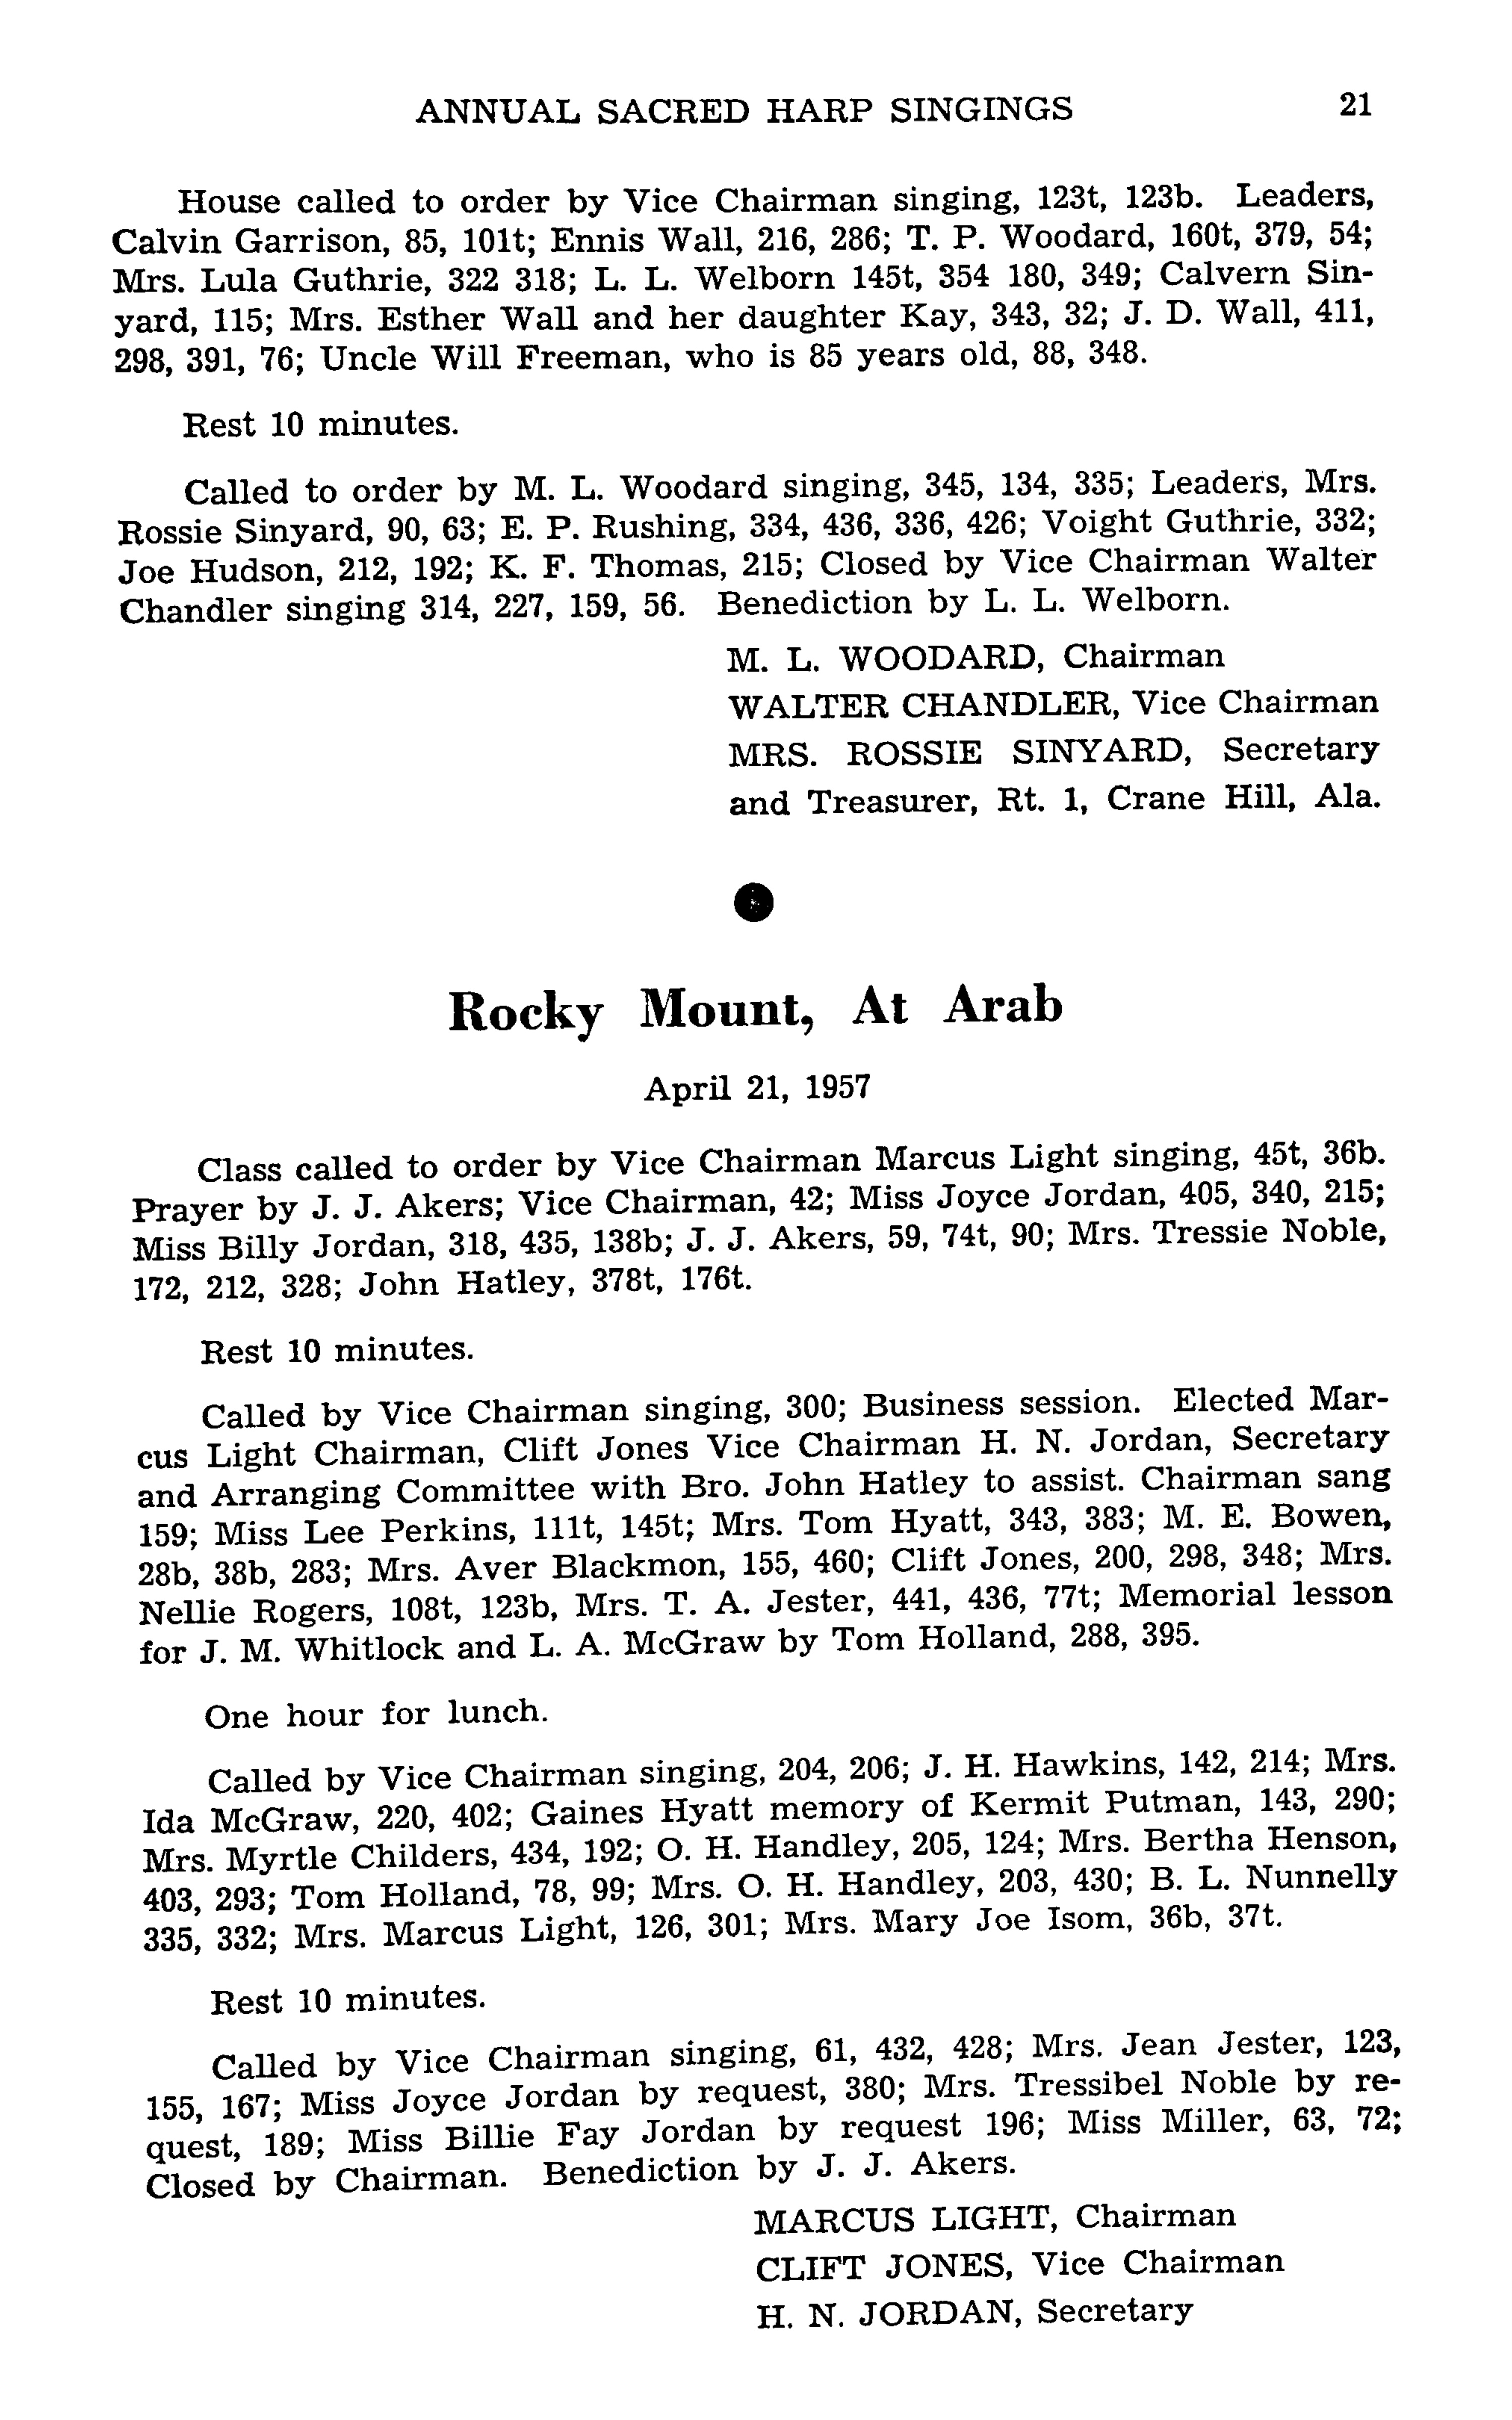 ANNUAL SACRED HARP SINGINGS 21
House called to order by Vice Chairman singing, 123t, 123b. Leaders,
Calvin Garrison, 85, 101t; Ennis Wall, 216, 286; T. P. Woodard, 160t, 379, 54;
Mrs. Lula Guthrie, 322 318; L. L. Welborn 145t, 354 180, 349; Calvern Sin-
yard, 115; Mrs. Esther Wall and her daughter Kay, 343, 32; J. D. Wall, 411,
298, 391, 76; Uncle Will Freeman, who is 85 years old, 88, 348.
Rest 10 minutes.
Called to order by M. L. Woodard singing, 345, 134, 335; Leaders, Mrs.
Rossie Sinyard, 90, 63; E. P. Rushing, 334, 436, 336, 426; Voight Guthrie, 332;
Joe Hudson, 212, 192; K. F. Thomas, 215; Closed by Vice Chairman Walter
Chandler singing 314, 227, 159, 56. Benediction by L. L. Welborn.
M. L. WOODARD, Chairman
WALTER CHANDLER, Vice Chairman
MRS. ROSSIE SINYARD, Secretary
and Treasurer, Rt. 1, Crane Hill, Ala.
Rocky Mount, At Arab
April 21, 1957
Class called to order by Vice Chairman Marcus Light singing, 45t, 36b.
Prayer by J. J. Akers; Vice Chairman, 42; Miss Joyce Jordan, 405, 340, 215;
Miss Billy Jordan, 318, 435, 138b; J. J. Akers, 59, 74t, 90; Mrs. Tressie Noble,
172, 212, 328; John Hatley, 378t, 176t.
Rest 10 minutes.
Called by Vice Chairman singing, 300; Business session. Elected Mar-
cus Light Chairman, Clift Jones Vice Chairman H. N. Jordan, Secretary
and Arranging Committee with Bro. John Hatley to assist. Chairman sang
159; Miss Lee Perkins, 111t, 145t; Mrs. Tom Hyatt, 343, 383; M. E. Bowen,
28b, 38b, 283; Mrs. Aver Blackmon, 155, 460; Clift Jones, 200, 298, 348; Mrs.
Nellie Rogers, 108t, 123b, Mrs. T. A. Jester, 441, 436, 77t; Memorial lesson
for J. M. Whitlock and L. A. McGraw by Tom Holland, 288, 395.
One hour for lunch.
Called by Vice Chairman singing, 204, 206; J. H. Hawkins, 142, 214; Mrs.
Ida McGraw, 220, 402; Gaines Hyatt memory of Kermit Putman, 143, 290;
Mrs. Myrtle Childers, 434, 192; O. H. Handley, 205, 124; Mrs. Bertha Henson,
403, 293; Tom Holland, 78, 99; Mrs. O. H. Handley, 203, 430; B. L. Nunnelly
335, 332; Mrs. Marcus Light, 126, 301; Mrs. Mary Joe Isom, 36b, 37t.
Rest 10 minutes.
Called by Vice Chairman singing, 61, 432, 428; Mrs. Jean Jester, 123,
155, 167; Miss Joyce Jordan by request, 380; Mrs. Tressibel Noble by re-
quest, 189; Miss Billie Fay Jordan by request 196; Miss Miller, 63, 72;
Closed by Chairman. Benediction by J. J. Akers.
MARCUS LIGHT, Chairman
CLIFT JONES, Vice Chairman
H. N. JORDAN, Secretary